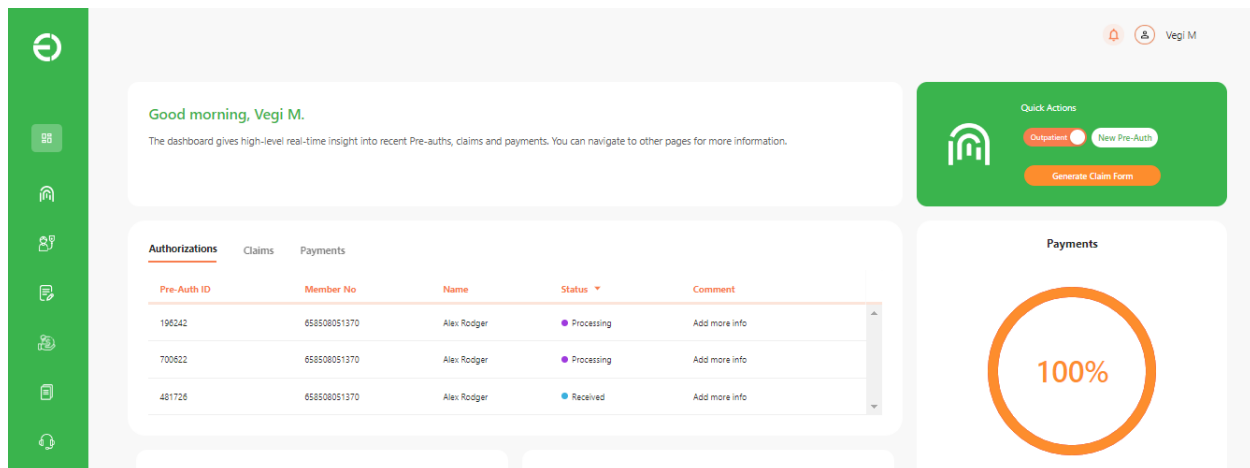 Vegi M
Good morning, Vegi M.
The dashboard gives high-level real-time insight into recent Pre-auths, claims and payments. You can navigate to other pages for more information.
Quick Actions
Outpatient New Pre-Auth
Generate Claim Form
Authorizations Claims Payments
Pre-Auth ID Member No Name Status Comment
196242 658508051370 Alex Rodger Processing Add more info
700622 658508051370 Alex Rodger Processing Add more info
481726 658508051370 Alex Rodger Received Add more info
Payments
100%